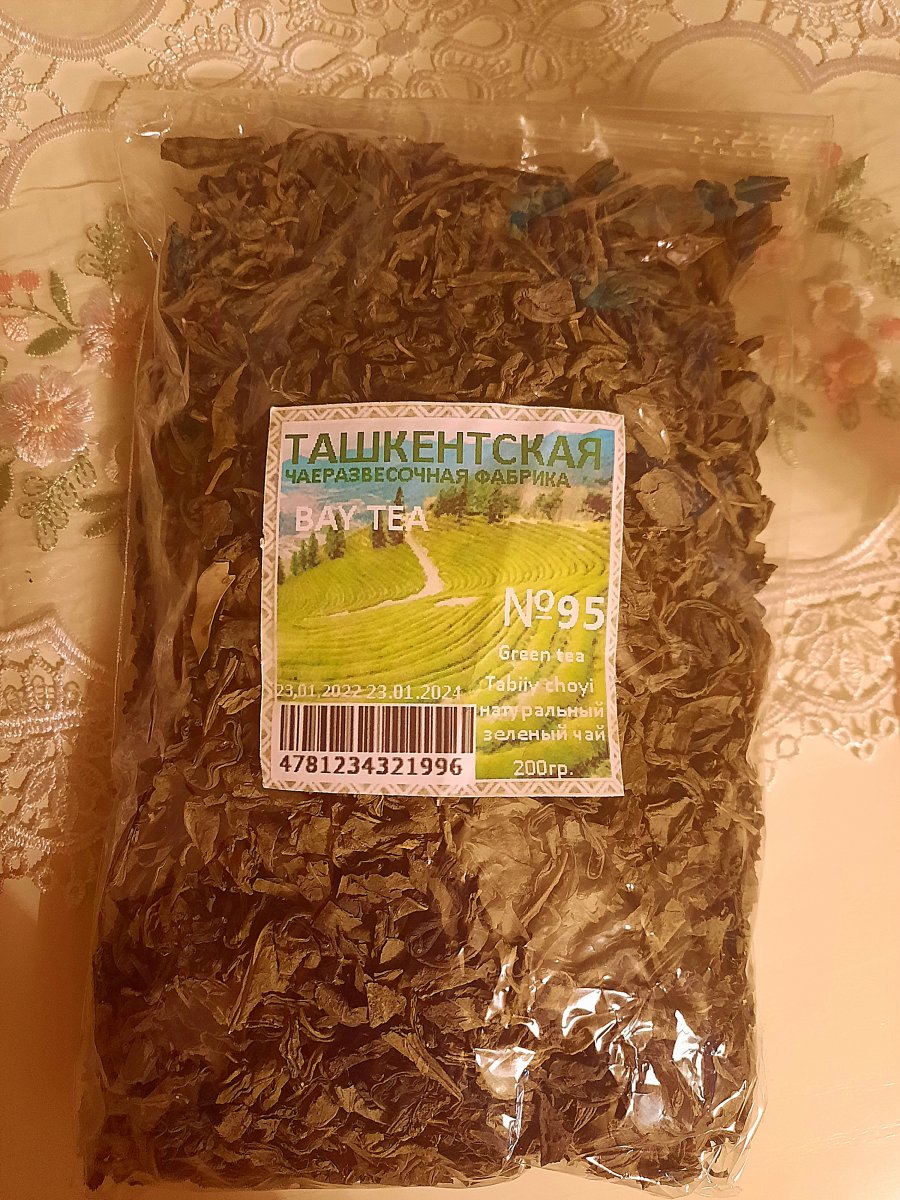 ТАШКЕНТСКАЯ
ЧАЕРАЗВЕСОЧНАЯ ФАБРИКА
BAY TEA
№95
Green tea
Tabiiy choyi
натуральный
зеленый чай
200гр.
23,01,2022-23.01.2024
4781234321996